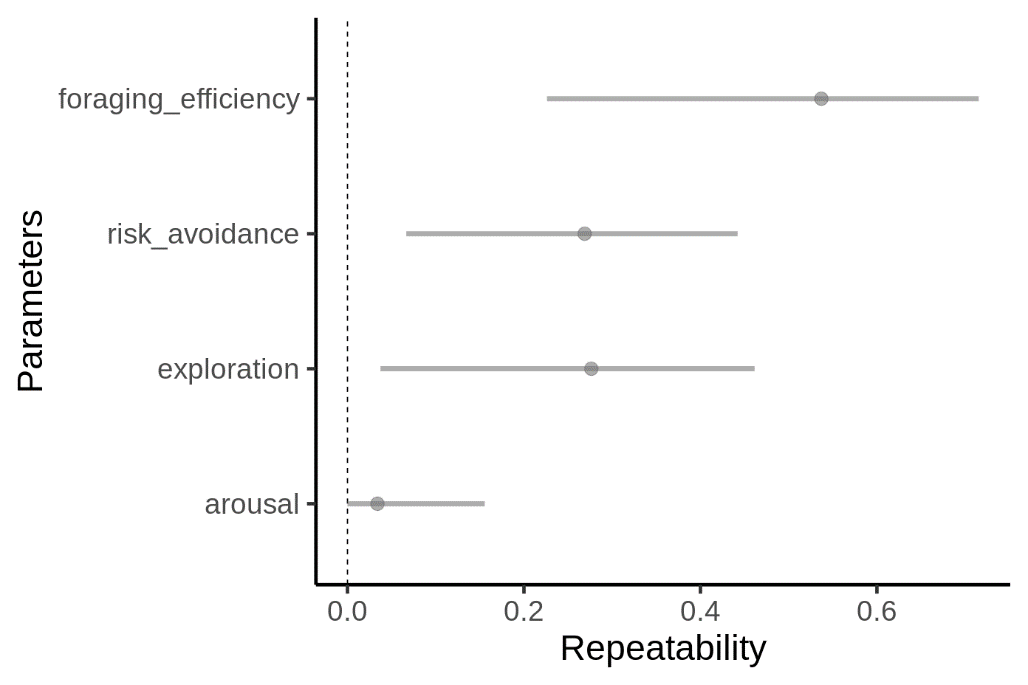 Parameters
foraging_efficiency
risk_avoidance
exploration
arousal
0.0 0.2 0.4 0.6
Repeatability